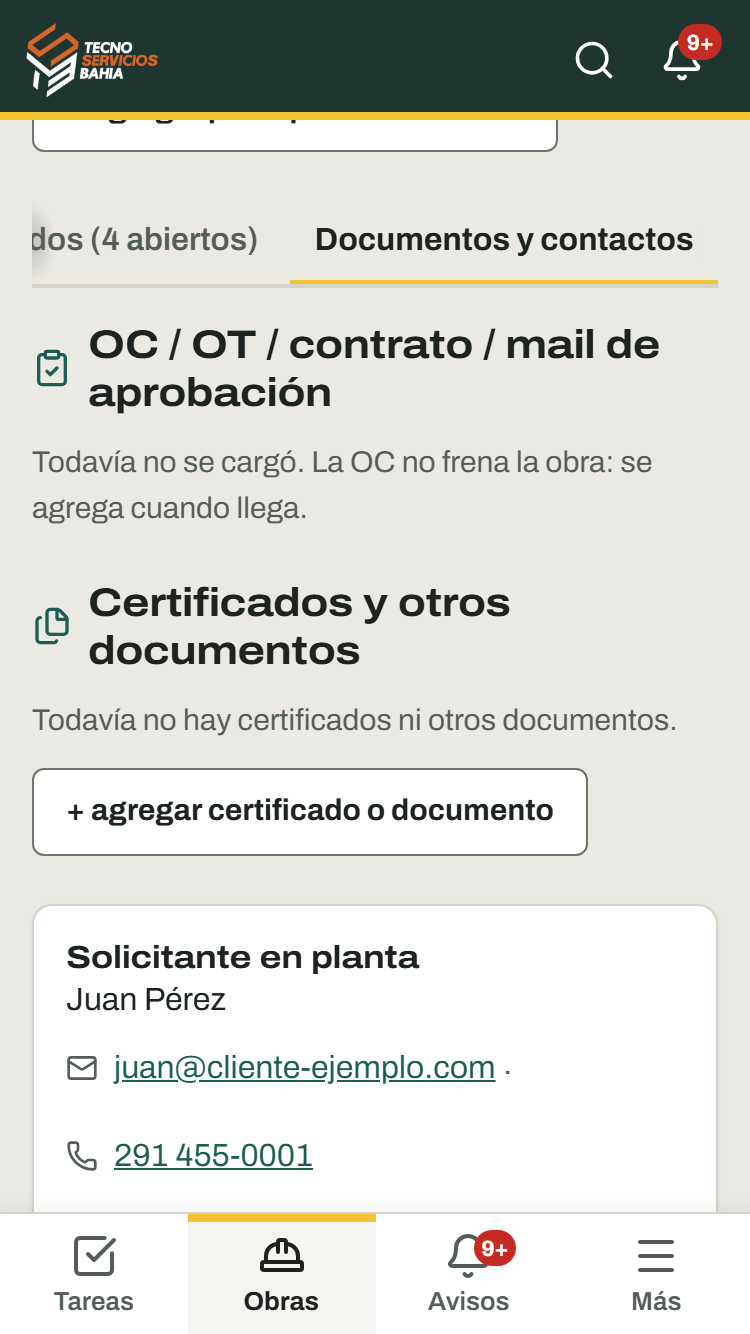 TECNO
SERVICIOS
BAHIA
9+
dos (4 abiertos)
Documentos y contactos
OC / OT / contrato / mail de
aprobación
Todavía no se cargó. La OC no frena la obra: se
agrega cuando llega.
Certificados y otros
documentos
Todavía no hay certificados ni otros documentos.
+ agregar certificado o documento
Solicitante en planta
Juan Pérez
juan@cliente-ejemplo.com ·
291 455-0001
9+
Tareas
Obras
Avisos
Más